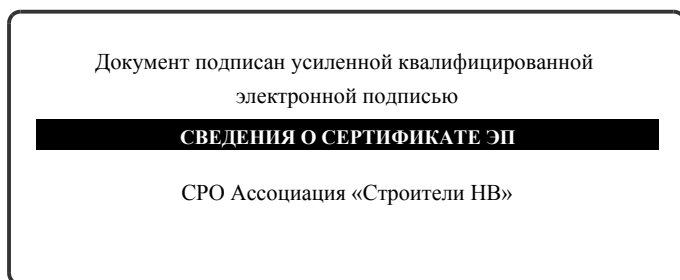 Документ подписан усиленной квалифицированной
электронной подписью
СВЕДЕНИЯ О СЕРТИФИКАТЕ ЭП
СРО Ассоциация «Строители НВ»